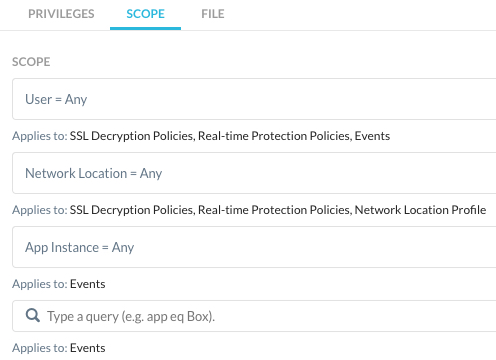 PRIVILEGES SCOPE FILE
SCOPE
User = Any
Applies to: SSL Decryption Policies, Real-time Protection Policies, Events
Network Location = Any
Applies to: SSL Decryption Policies, Real-time Protection Policies, Network Location Profile
App Instance = Any
Applies to: Events
Type a query (e.g. app eq Box).
Applies to: Events